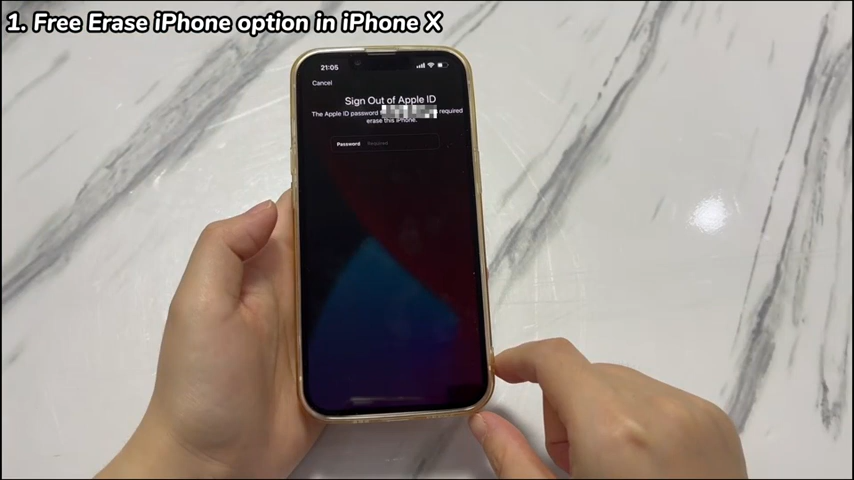 1. Free Erase iPhone option in iPhone X
21:05
Cancel
Sign Out of Apple ID
The Apple ID password required
erase this iPhone.
Password Required